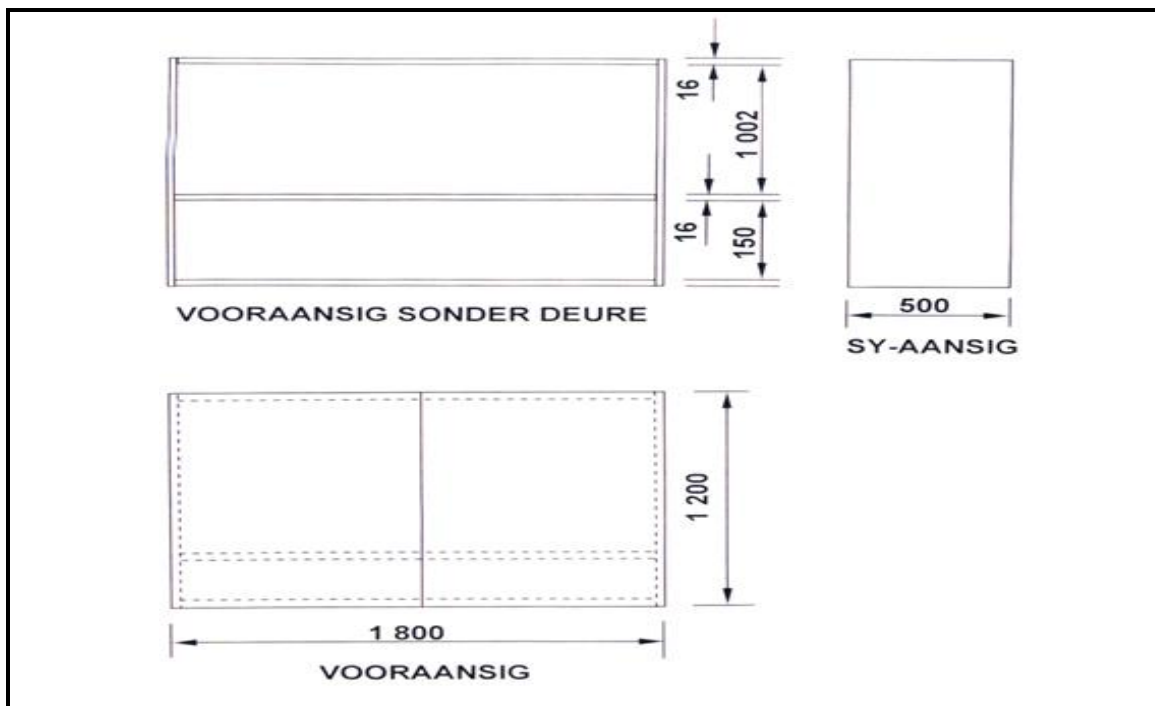 16
1 002
16
150
VOORAANSIG SONDER DEURE
500
SY-AANSIG
1 200
1 800
VOORAANSIG